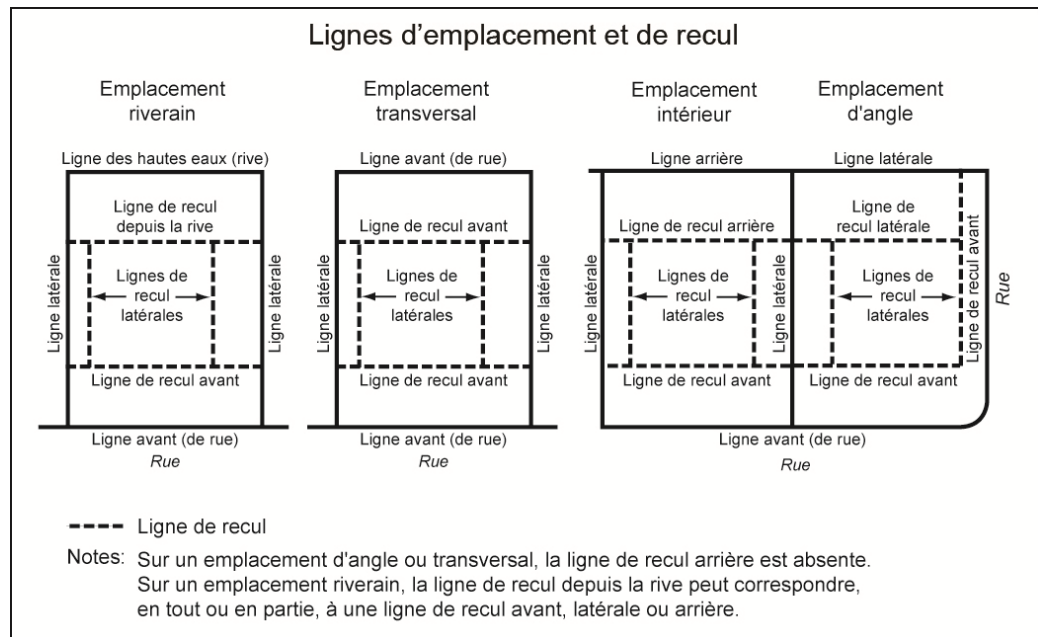 Lignes d'emplacement et de recul
Emplacement
riverain
Ligne des hautes eaux (rive)
Ligne de recul
depuis la rive
Ligne latérale
Lignes de
recul
latérales
Ligne latérale
Ligne de recul avant
Ligne avant (de rue)
Rue
Emplacement
transversal
Ligne avant (de rue)
Ligne de recul avant
Ligne latérale
Lignes de
recul
latérales
Ligne latérale
Ligne de recul avant
Ligne avant (de rue)
Rue
Emplacement
intérieur
Ligne arrière
Ligne de recul arrière
Ligne latérale
Lignes de
recul
latérales
Ligne latérale
Ligne de recul avant
Emplacement
d'angle
Ligne latérale
Ligne de
recul latérale
Lignes de
recul
latérales
Ligne de recul avant
Rue
Ligne de recul avant
Ligne avant (de rue)
Rue
Ligne de recul
Notes: Sur un emplacement d'angle ou transversal, la ligne de recul arrière est absente.
Sur un emplacement riverain, la ligne de recul depuis la rive peut correspondre,
en tout ou en partie, à une ligne de recul avant, latérale ou arrière.